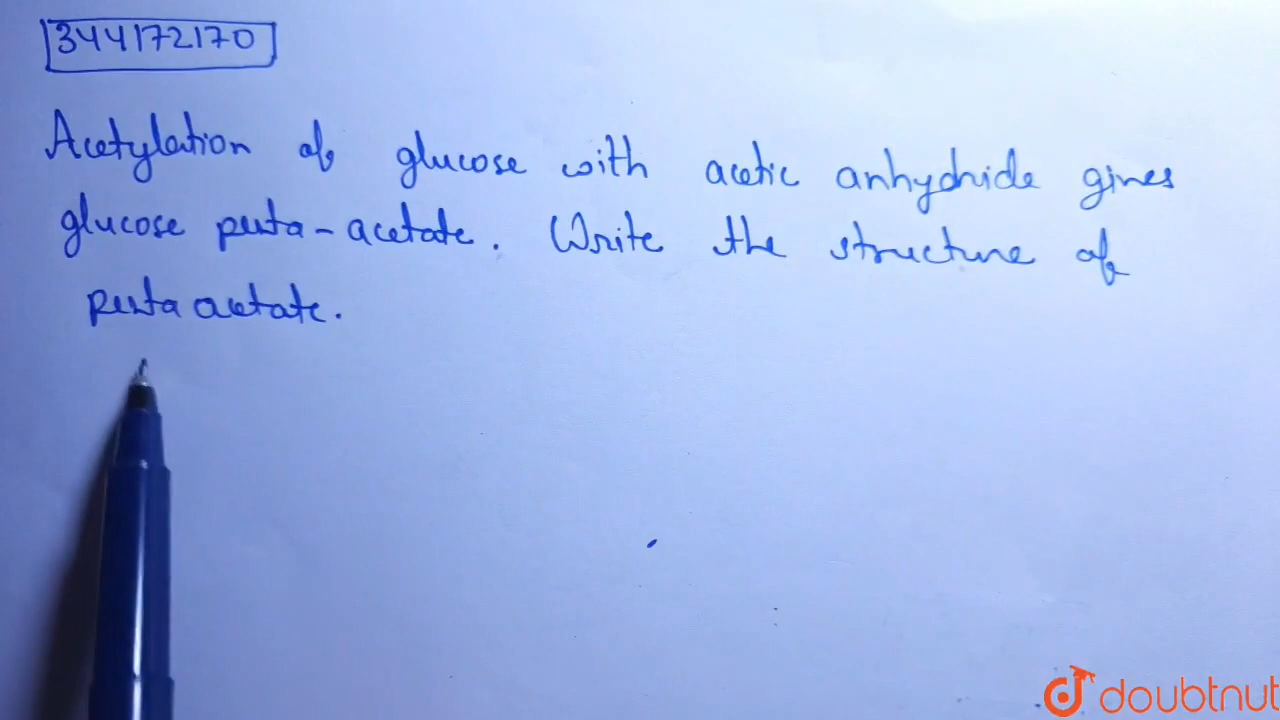 344172170
Acetylation of glucose with acetic anhydride gives
glucose penta-acetate. Write the structure of
penta acetate.
doubtnut